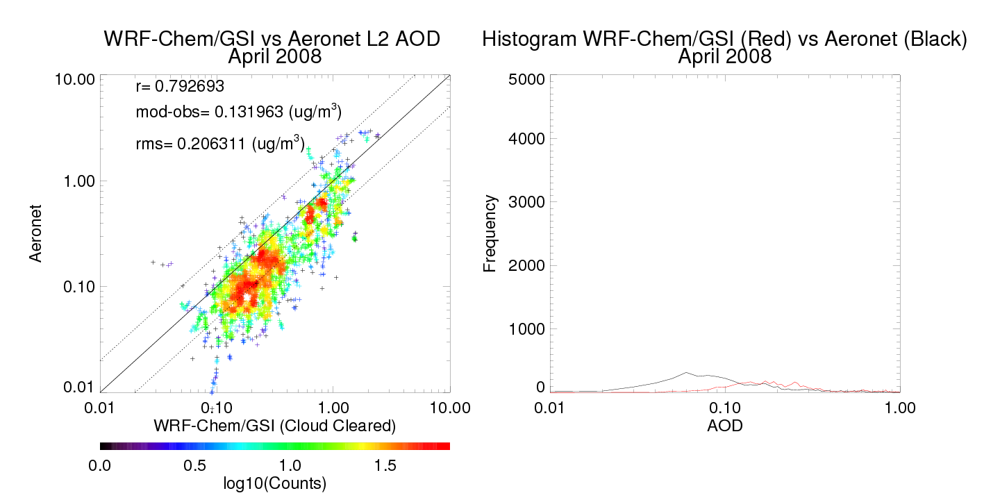 WRF-Chem/GSI vs Aeronet L2 AOD
April 2008
r= 0.792693
mod-obs= 0.131963 (ug/m³)
rms= 0.206311 (ug/m³)
10.00
1.00
0.10
0.01
Aeronet
0.01 0.10 1.00 10.00
WRF-Chem/GSI (Cloud Cleared)
0.0 0.5 1.0 1.5
log10(Counts)
Histogram WRF-Chem/GSI (Red) vs Aeronet (Black)
April 2008
5000
4000
3000
2000
1000
0
Frequency
0.01 0.10 1.00
AOD